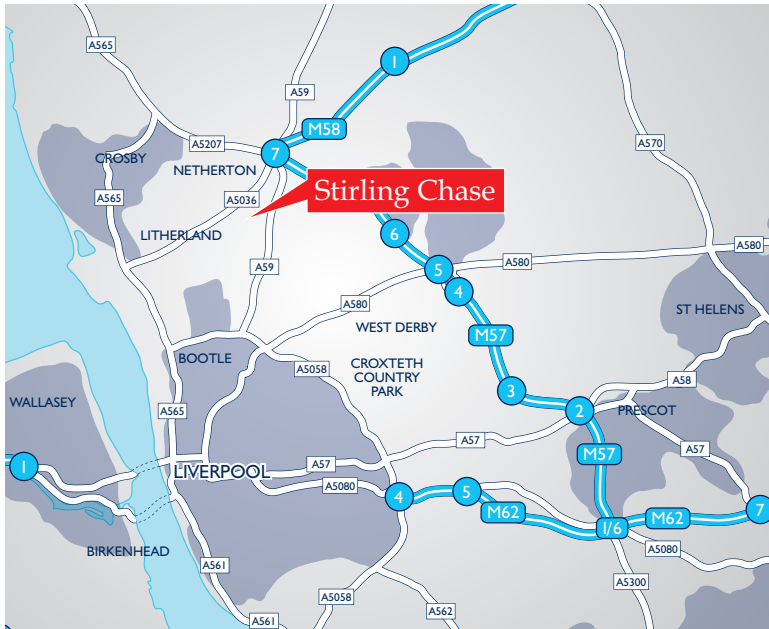 A565
A59
1
M58
A5207
7
A570
CROSBY
NETHERTON
Stirling Chase
A565
A5036
LITHERLAND
6
A580
A59
5
A580
4
A580
ST HELENS
WEST DERBY
M57
BOOTLE
CROXTETH
COUNTRY
PARK
A5058
A58
3
2
PRESCOT
WALLASEY
A565
A57
A57
M57
1
LIVERPOOL
A57
A5080
4
5
M62
1/6
M62
7
BIRKENHEAD
A5080
A561
A5300
A5058
A562
A561